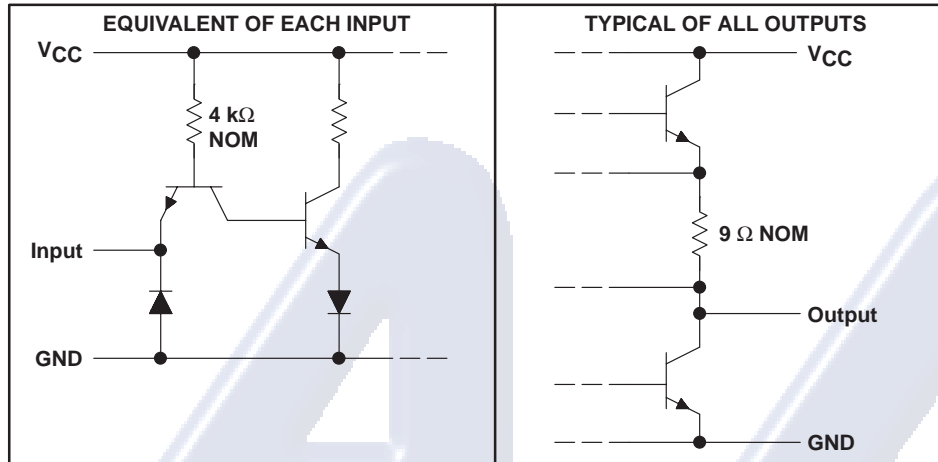 EQUIVALENT OF EACH INPUT
VCC
4 kΩ
NOM
Input
GND
TYPICAL OF ALL OUTPUTS
VCC
9 Ω NOM
Output
GND